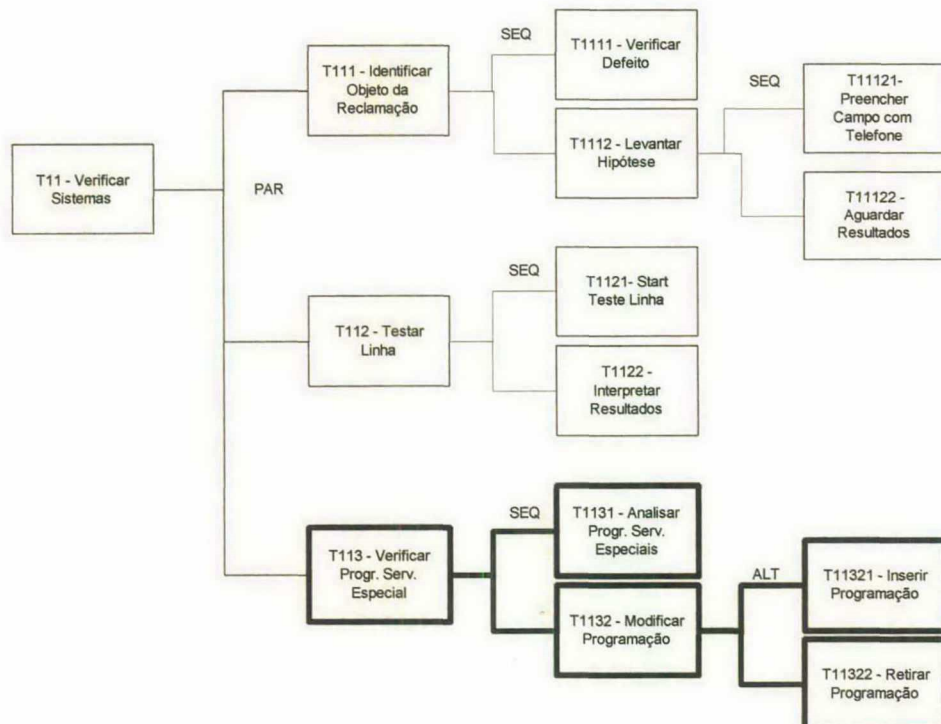 SEQ
T1111 - Verificar
Defeito
T111 - Identificar
Objeto da
Reclamação
SEQ
T11121-
Preencher
Campo com
Telefone
T1112 - Levantar
Hipótese
T11 - Verificar
Sistemas
PAR
T11122 -
Aguardar
Resultados
SEQ
T1121- Start
Teste Linha
T112 - Testar
Linha
T1122 -
Interpretar
Resultados
SEQ
T1131 - Analisar
Progr. Serv.
Especiais
T113 - Verificar
Progr. Serv.
Especial
ALT
T11321 - Inserir
Programação
T1132 - Modificar
Programação
T11322 - Retirar
Programação